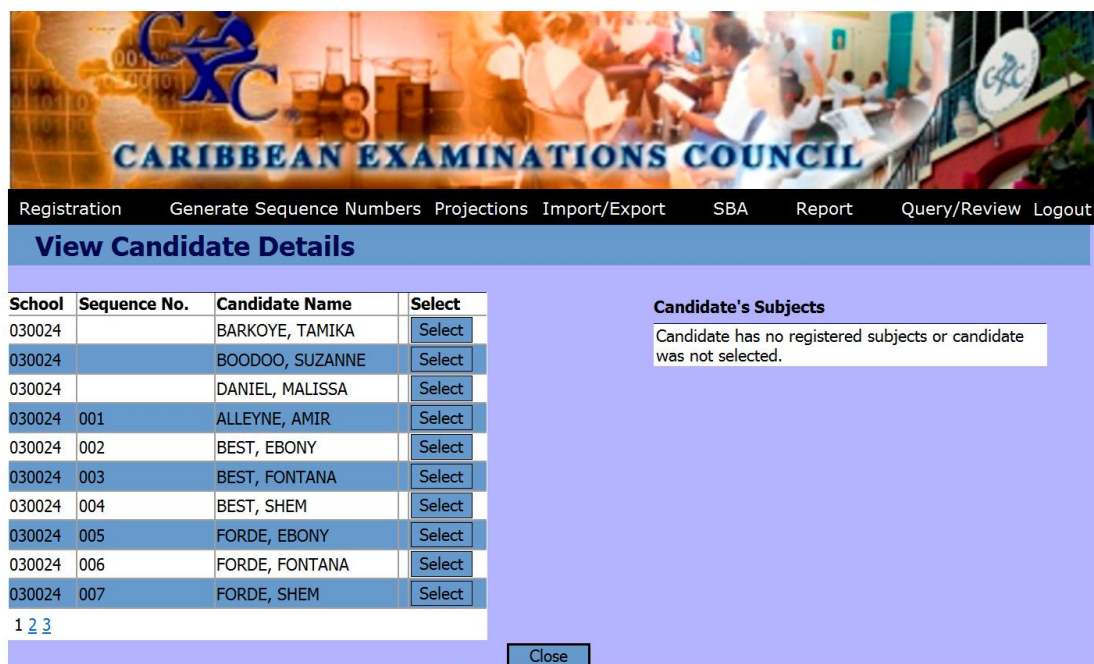 CXC
CXC
CARIBBEAN EXAMINATIONS COUNCIL
Registration Generate Sequence Numbers Projections Import/Export SBA Report Query/Review Logout
View Candidate Details
School Sequence No. Candidate Name Select
030024 BARKOYE, TAMIKA Select
030024 BOODOO, SUZANNE Select
030024 DANIEL, MALISSA Select
030024 001 ALLEYNE, AMIR Select
030024 002 BEST, EBONY Select
030024 003 BEST, FONTANA Select
030024 004 BEST, SHEM Select
030024 005 FORDE, EBONY Select
030024 006 FORDE, FONTANA Select
030024 007 FORDE, SHEM Select
1 2 3
Candidate's Subjects
Candidate has no registered subjects or candidate
was not selected.
Close